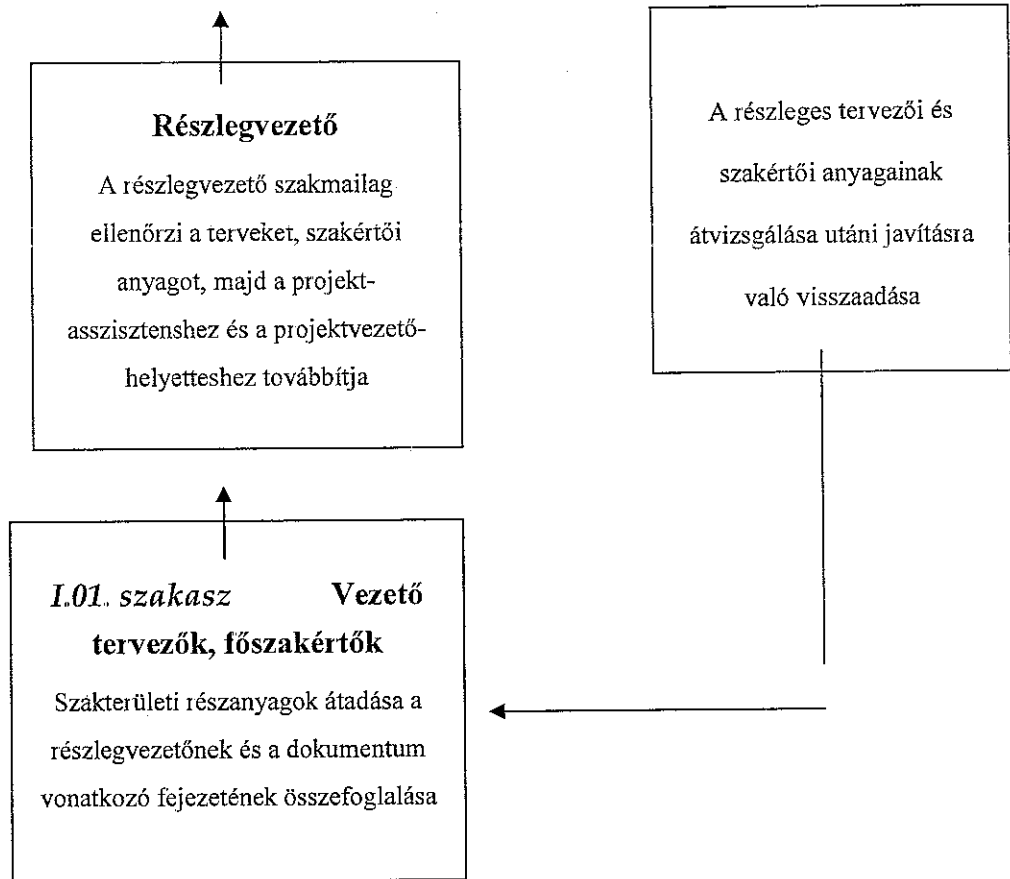 Részlegvezető
A részlegvezető szakmailag
ellenőrzi a terveket, szakértői
anyagot, majd a projekt-
asszisztenshez és a projektvezető-
helyetteshez továbbítja
A részleges tervezői és
szakértői anyagainak
átvizsgálása utáni javításra
való visszaadása
I.01. szakasz Vezető
tervezők, főszakértők
Szakterületi részanyagok átadása a
részlegvezetőnek és a dokumentum
vonatkozó fejezetének összefoglalása